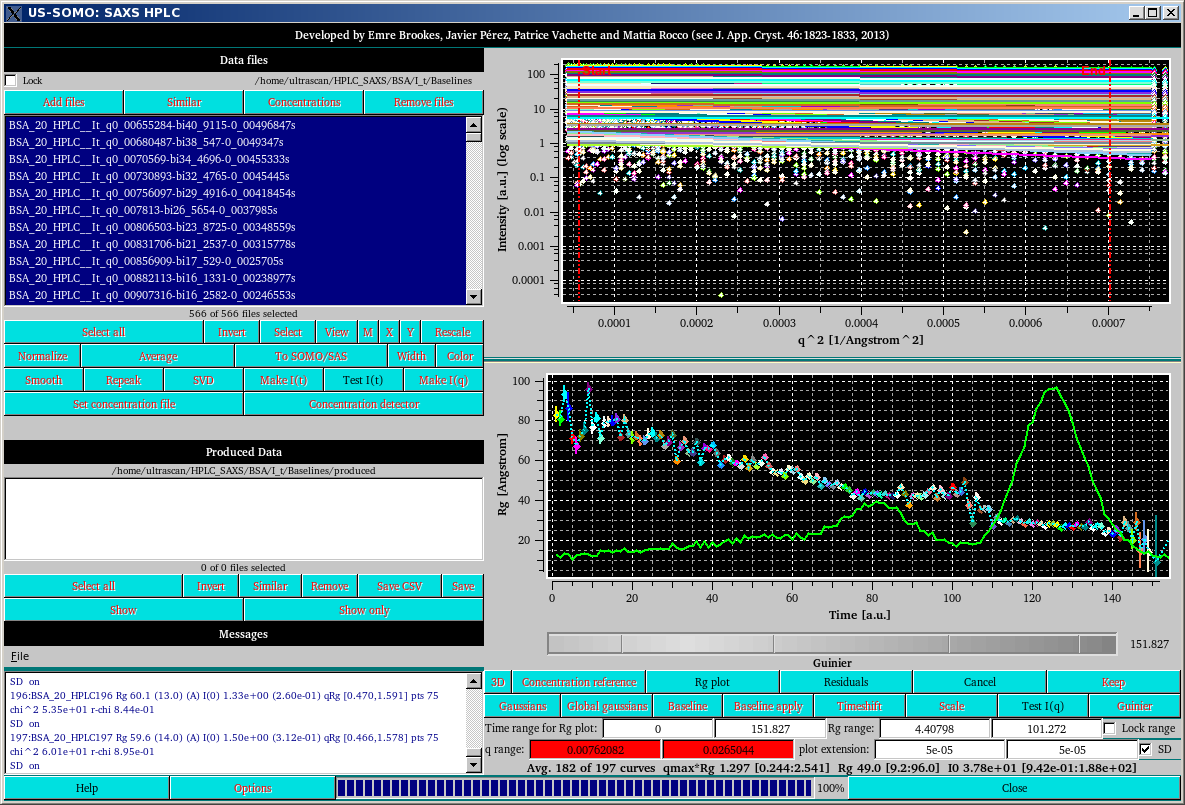 US-SOMO: SAXS HPLC
Developed by Emre Brookes, Javier Pérez, Patrice Vachette and Mattia Rocco (see J. App. Cryst. 46:1823-1833, 2013)
Data files
Lock /home/ultrascan/HPLC_SAXS/BSA/I_t/Baselines
Add files Similar Concentrations Remove files
BSA_20_HPLC__It_q0_00655284-bi40_9115-0_00496847s
BSA_20_HPLC__It_q0_00680487-bi38_547-0_0049347s
BSA_20_HPLC__It_q0_0070569-bi34_4696-0_00455333s
BSA_20_HPLC__It_q0_00730893-bi32_4765-0_0045445s
BSA_20_HPLC__It_q0_00756097-bi29_4916-0_00418454s
BSA_20_HPLC__It_q0_007813-bi26_5654-0_0037985s
BSA_20_HPLC__It_q0_00806503-bi23_8725-0_00348559s
BSA_20_HPLC__It_q0_00831706-bi21_2537-0_00315778s
BSA_20_HPLC__It_q0_00856909-bi17_529-0_0025705s
BSA_20_HPLC__It_q0_00882113-bi16_1331-0_00238977s
BSA_20_HPLC__It_q0_00907316-bi16_2582-0_00246553s
566 of 566 files selected
Select all Invert Select View M X Y Rescale
Normalize Average To SOMO/SAS Width Color
Smooth Repeak SVD Make I(t) Test I(t) Make I(q)
Set concentration file Concentration detector
Produced Data
/home/ultrascan/HPLC_SAXS/BSA/I_t/Baselines/produced
0 of 0 files selected
Select all Invert Similar Remove Save CSV Save
Show Show only
Messages
File
SD on
196:BSA_20_HPLC196 Rg 60.1 (13.0) (A) I(0) 1.33e+00 (2.60e-01) qRg [0.470,1.591] pts 75
chi^2 5.35e+01 r-chi 8.44e-01
SD on
197:BSA_20_HPLC197 Rg 59.6 (14.0) (A) I(0) 1.50e+00 (3.12e-01) qRg [0.466,1.578] pts 75
chi^2 6.01e+01 r-chi 8.95e-01
SD on
Help Options
Intensity [a.u.] (log scale)
100
10
1
0.1
0.01
0.001
0.0001
Start End
0.0001 0.0002 0.0003 0.0004 0.0005 0.0006 0.0007
q^2 [1/Angstrom^2]
Rg [Angstrom]
100
80
60
40
20
0 20 40 60 80 100 120 140
Time [a.u.]
151.827
Guinier
3D Concentration reference Rg plot Residuals Cancel Keep
Gaussians Global gaussians Baseline Baseline apply Timeshift Scale Test I(q) Guinier
Time range for Rg plot: 0 151.827 Rg range: 4.40798 101.272 Lock range
q range: 0.00762082 0.0265044 plot extension: 5e-05 5e-05 SD
Avg. 182 of 197 curves qmax*Rg 1.297 [0.244:2.541] Rg 49.0 [9.2:96.0] I0 3.78e+01 [9.42e-01:1.88e+02]
100% Close